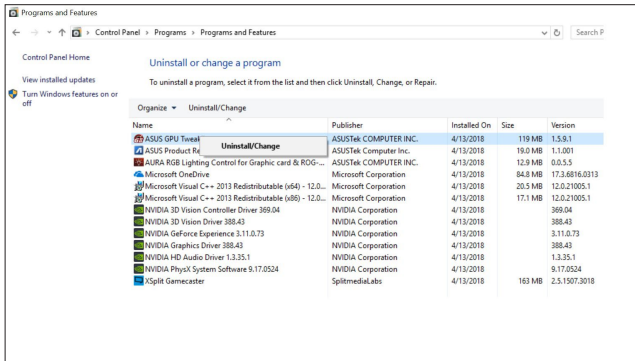 Programs and Features
Control Panel > Programs > Programs and Features
Search P
Control Panel Home
View installed updates
Turn Windows features on or
off
Uninstall or change a program
To uninstall a program, select it from the list and then click Uninstall, Change, or Repair.
Organize Uninstall/Change
Name Publisher Installed On Size Version
ASUS GPU Tweak ASUSTek COMPUTER INC. 4/13/2018 119 MB 1.5.9.1
Uninstall/Change
ASUS Product Re ASUSTek Computer Inc. 4/13/2018 19.0 MB 1.1.001
AURA RGB Lighting Control for Graphic card & ROG-... ASUSTek COMPUTER INC. 4/13/2018 12.9 MB 0.0.5.5
Microsoft OneDrive Microsoft Corporation 4/13/2018 84.8 MB 17.3.6816.0313
Microsoft Visual C++ 2013 Redistributable (x64) - 12.0... Microsoft Corporation 4/13/2018 20.5 MB 12.0.21005.1
Microsoft Visual C++ 2013 Redistributable (x86) - 12.0... Microsoft Corporation 4/13/2018 17.1 MB 12.0.21005.1
NVIDIA 3D Vision Controller Driver 369.04 NVIDIA Corporation 4/13/2018 369.04
NVIDIA 3D Vision Driver 388.43 NVIDIA Corporation 4/13/2018 388.43
NVIDIA GeForce Experience 3.11.0.73 NVIDIA Corporation 4/13/2018 3.11.0.73
NVIDIA Graphics Driver 388.43 NVIDIA Corporation 4/13/2018 388.43
NVIDIA HD Audio Driver 1.3.35.1 NVIDIA Corporation 4/13/2018 1.3.35.1
NVIDIA PhysX System Software 9.17.0524 NVIDIA Corporation 4/13/2018 9.17.0524
XSplit Gamecaster SplitmediaLabs 4/13/2018 163 MB 2.5.1507.3018